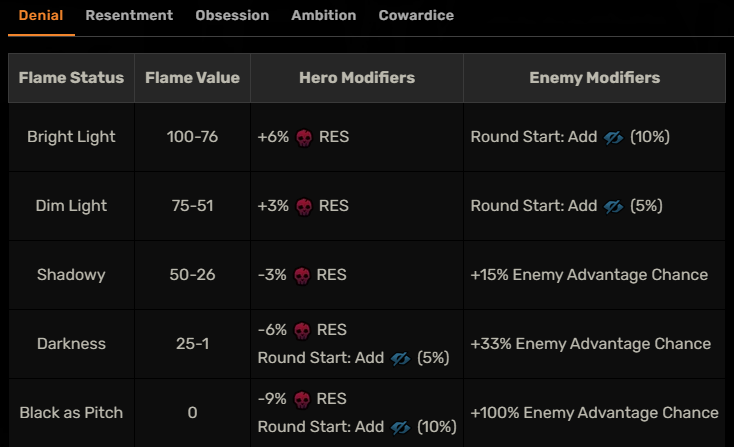 Denial Resentment Obsession Ambition Cowardice
Flame Status Flame Value Hero Modifiers Enemy Modifiers
Bright Light 100-76 +6% RES Round Start: Add (10%)
Dim Light 75-51 +3% RES Round Start: Add (5%)
Shadowy 50-26 -3% RES +15% Enemy Advantage Chance
Darkness 25-1 -6% RES +33% Enemy Advantage Chance
Round Start: Add (5%)
Black as Pitch 0 -9% RES +100% Enemy Advantage Chance
Round Start: Add (10%)